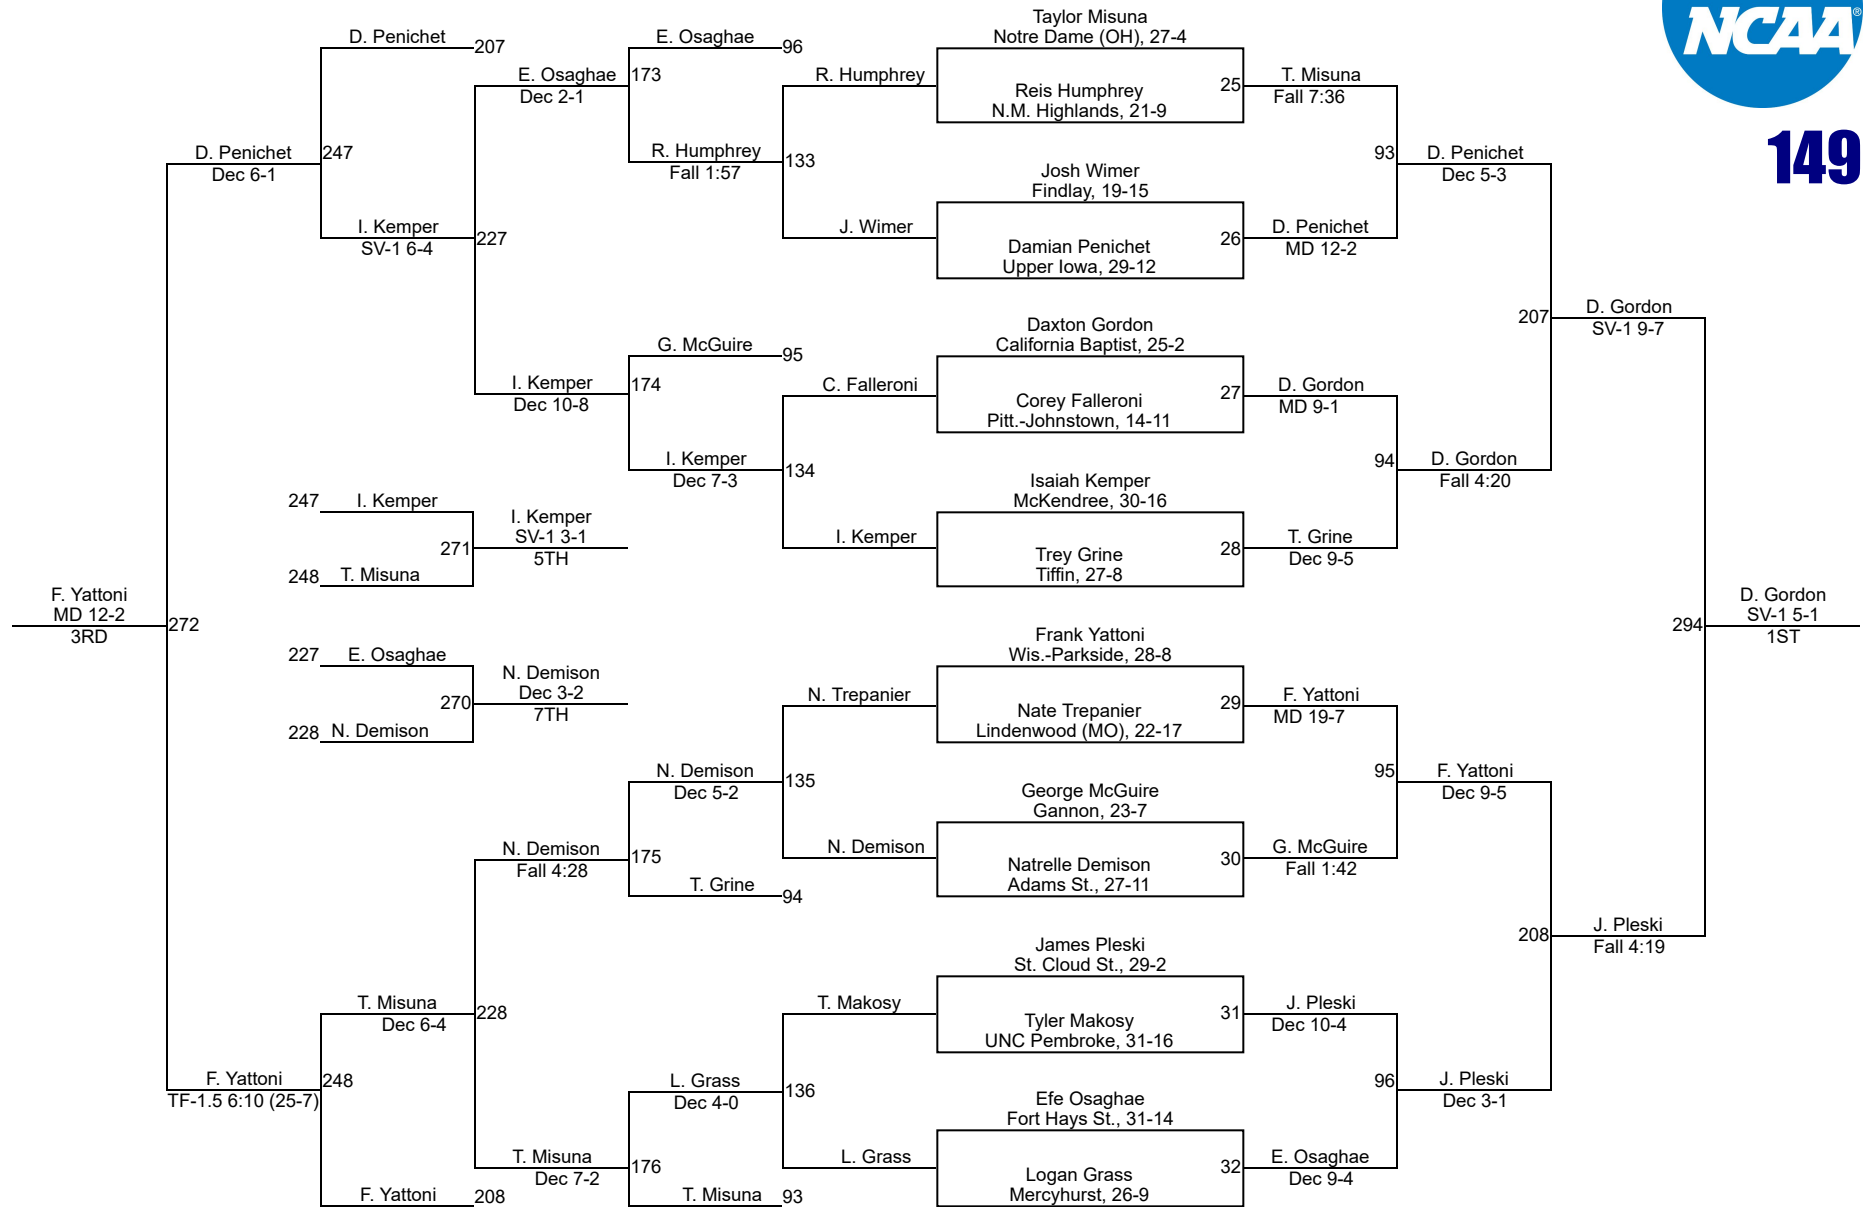 NCAA®
149
Taylor Misuna
Notre Dame (OH), 27-4
Reis Humphrey
N.M. Highlands, 21-9
25
Josh Wimer
Findlay, 19-15
Damian Penichet
Upper Iowa, 29-12
26
Daxton Gordon
California Baptist, 25-2
Corey Falleroni
Pitt.-Johnstown, 14-11
27
Isaiah Kemper
McKendree, 30-16
Trey Grine
Tiffin, 27-8
28
Frank Yattoni
Wis.-Parkside, 28-8
Nate Trepanier
Lindenwood (MO), 22-17
29
George McGuire
Gannon, 23-7
Natrelle Demison
Adams St., 27-11
30
James Pleski
St. Cloud St., 29-2
Tyler Makosy
UNC Pembroke, 31-16
31
Efe Osaghae
Fort Hays St., 31-14
Logan Grass
Mercyhurst, 26-9
32
T. Misuna
Fall 7:36
D. Penichet
MD 12-2
D. Gordon
MD 9-1
T. Grine
Dec 9-5
F. Yattoni
MD 19-7
G. McGuire
Fall 1:42
J. Pleski
Dec 10-4
E. Osaghae
Dec 9-4
93
D. Penichet
Dec 5-3
94
D. Gordon
Fall 4:20
95
F. Yattoni
Dec 9-5
96
J. Pleski
Dec 3-1
207
D. Gordon
SV-1 9-7
208
J. Pleski
Fall 4:19
294
D. Gordon
SV-1 5-1
1ST
R. Humphrey
J. Wimer
C. Falleroni
I. Kemper
N. Trepanier
N. Demison
T. Makosy
L. Grass
E. Osaghae
96
R. Humphrey
Fall 1:57
133
G. McGuire
95
I. Kemper
Dec 7-3
134
N. Demison
Dec 5-2
135
T. Grine
94
L. Grass
Dec 4-0
136
T. Misuna
93
E. Osaghae
Dec 2-1
173
I. Kemper
Dec 10-8
174
N. Demison
Fall 4:28
175
T. Misuna
Dec 7-2
176
D. Penichet
207
I. Kemper
SV-1 6-4
227
T. Misuna
Dec 6-4
228
F. Yattoni
208
D. Penichet
Dec 6-1
247
F. Yattoni
TF-1.5 6:10 (25-7)
248
F. Yattoni
MD 12-2
3RD
272
247
I. Kemper
248
T. Misuna
271
I. Kemper
SV-1 3-1
5TH
227
E. Osaghae
228
N. Demison
270
N. Demison
Dec 3-2
7TH